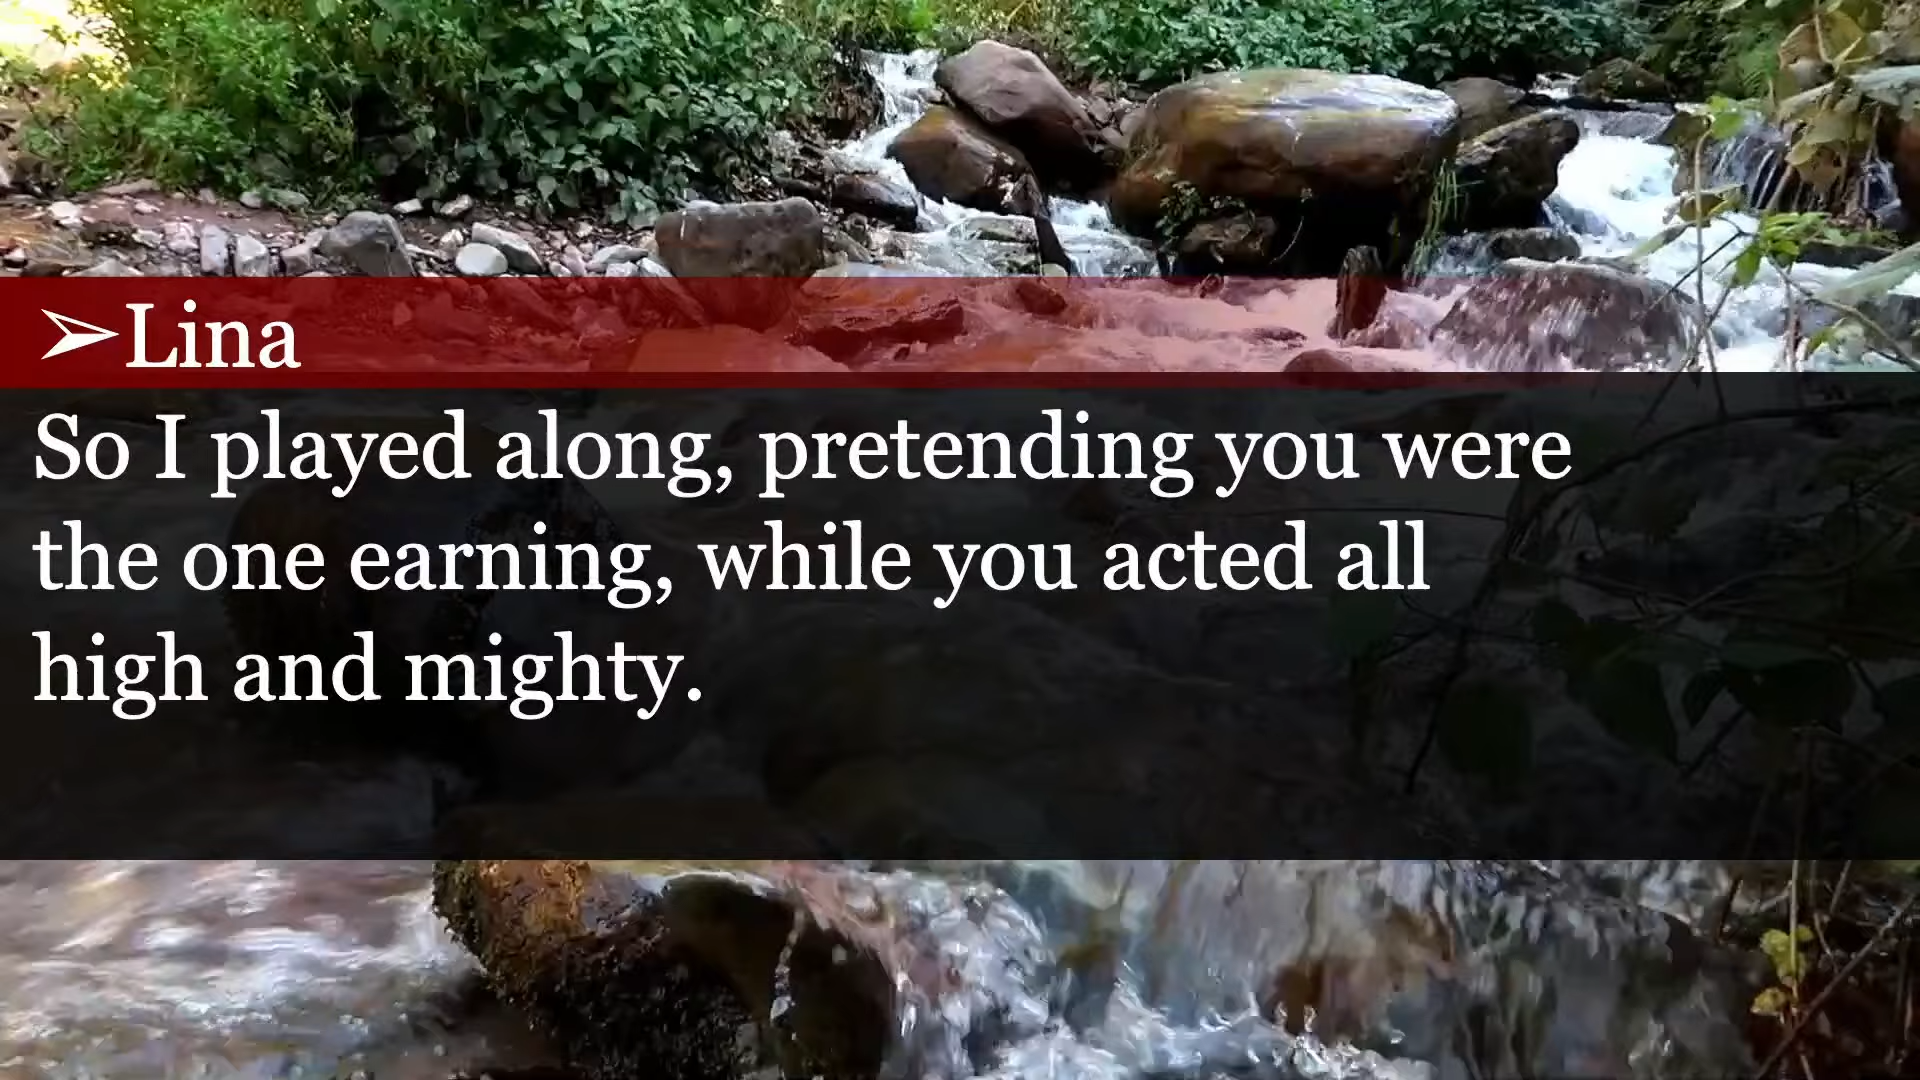 ➢Lina
So I played along, pretending you were
the one earning, while you acted all
high and mighty.